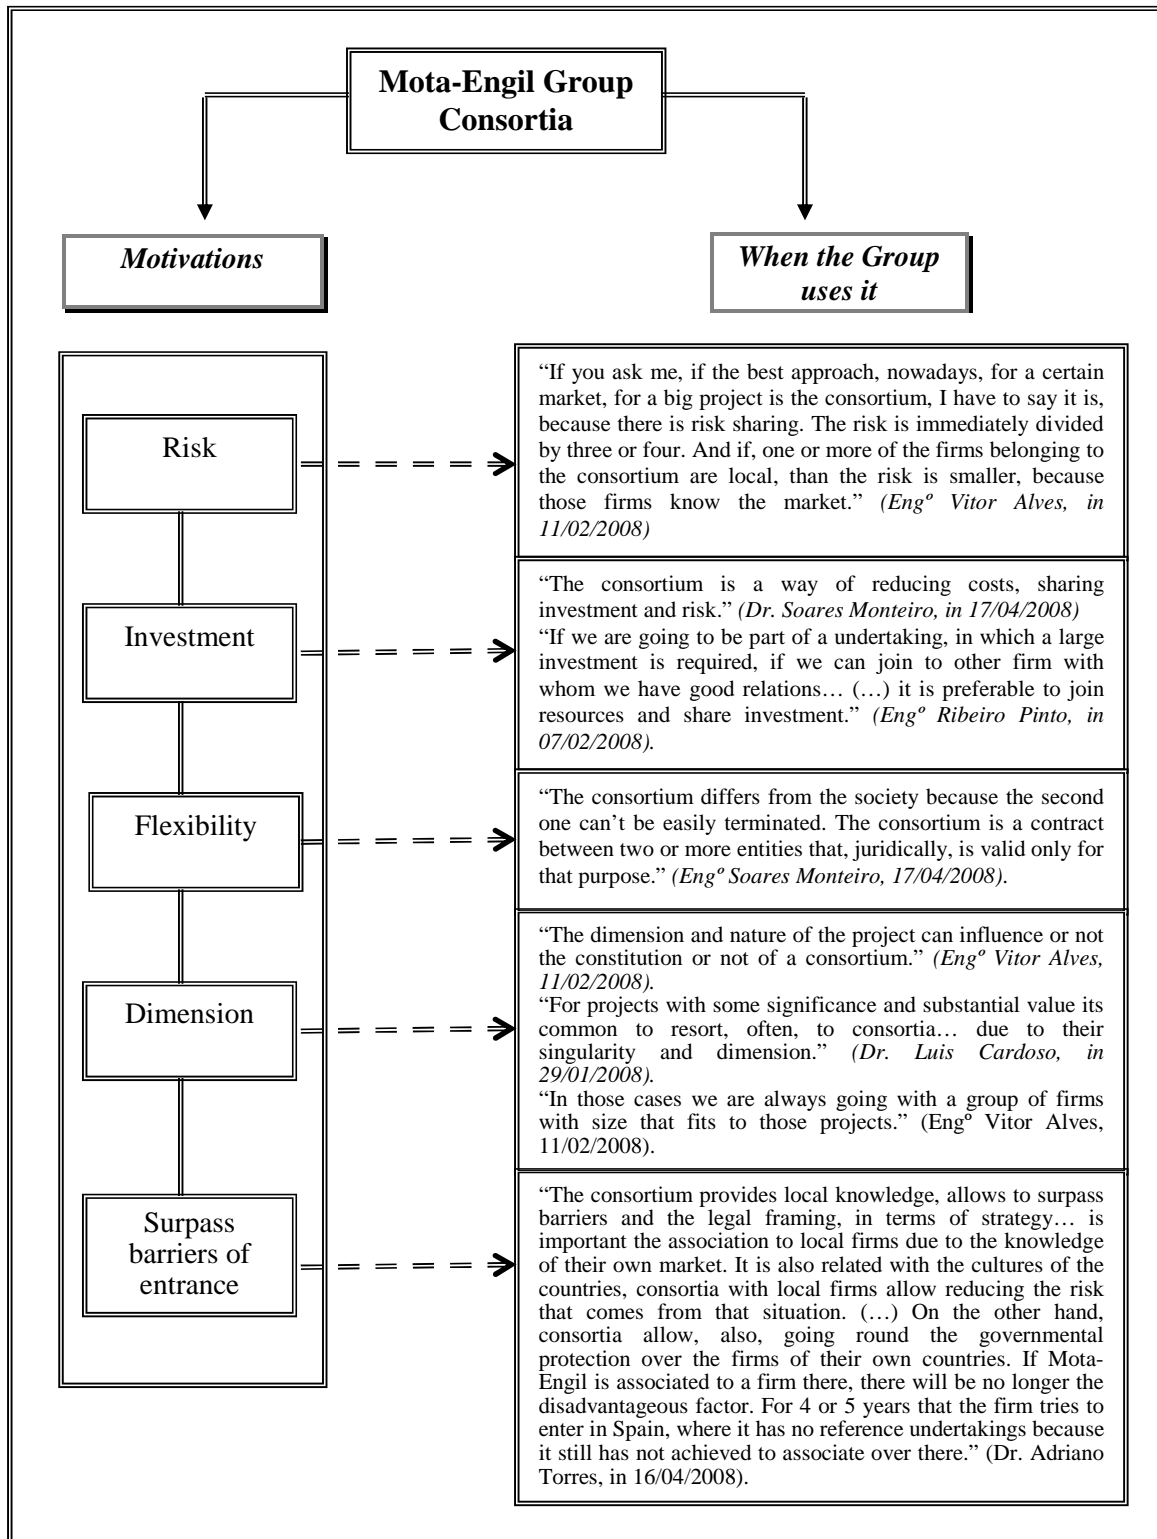 Mota-Engil Group
Consortia
Motivations
When the Group
uses it
Risk
“If you ask me, if the best approach, nowadays, for a certain
market, for a big project is the consortium, I have to say it is,
because there is risk sharing. The risk is immediately divided
by three or four. And if, one or more of the firms belonging to
the consortium are local, than the risk is smaller, because
those firms know the market.” (Engº Vitor Alves, in
11/02/2008)
Investment
“The consortium is a way of reducing costs, sharing
investment and risk.” (Dr. Soares Monteiro, in 17/04/2008)
“If we are going to be part of a undertaking, in which a large
investment is required, if we can join to other firm with
whom we have good relations… (…) it is preferable to join
resources and share investment.” (Engº Ribeiro Pinto, in
07/02/2008).
Flexibility
“The consortium differs from the society because the second
one can’t be easily terminated. The consortium is a contract
between two or more entities that, juridically, is valid only for
that purpose.” (Engº Soares Monteiro, 17/04/2008).
Dimension
“The dimension and nature of the project can influence or not
the constitution or not of a consortium.” (Engº Vitor Alves,
11/02/2008).
“For projects with some significance and substantial value its
common to resort, often, to consortia… due to their
singularity and dimension.” (Dr. Luis Cardoso, in
29/01/2008).
“In those cases we are always going with a group of firms
with size that fits to those projects.” (Engº Vitor Alves,
11/02/2008).
Surpass
barriers of
entrance
“The consortium provides local knowledge, allows to surpass
barriers and the legal framing, in terms of strategy… is
important the association to local firms due to the knowledge
of their own market. It is also related with the cultures of the
countries, consortia with local firms allow reducing the risk
that comes from that situation. (…) On the other hand,
consortia allow, also, going round the governmental
protection over the firms of their own countries. If Mota-
Engil is associated to a firm there, there will be no longer the
disadvantageous factor. For 4 or 5 years that the firm tries to
enter in Spain, where it has no reference undertakings because
it still has not achieved to associate over there.” (Dr. Adriano
Torres, in 16/04/2008).